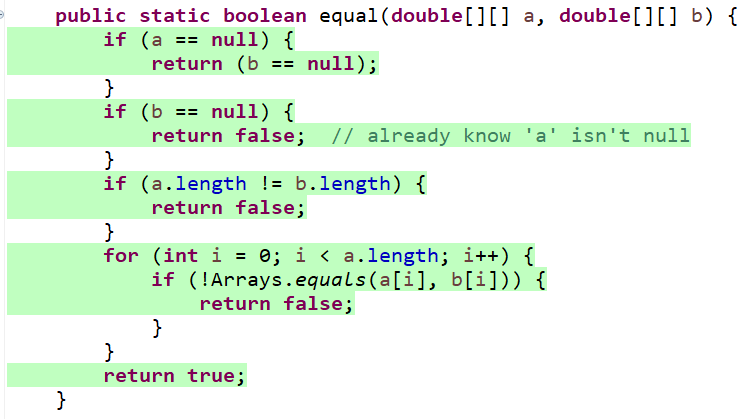 public static boolean equal(double[][] a, double[][] b) {
if (a == null) {
return (b == null);
}
if (b == null) {
return false;  // already know 'a' isn't null
}
if (a.length != b.length) {
return false;
}
for (int i = 0; i < a.length; i++) {
if (!Arrays.equals(a[i], b[i])) {
return false;
}
}
return true;
}